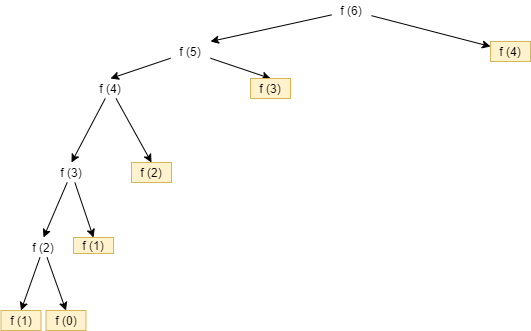 f (6)
f (5)
f (4)
f (4)
f (3)
f (3)
f (2)
f (2)
f (1)
f (1)
f (0)